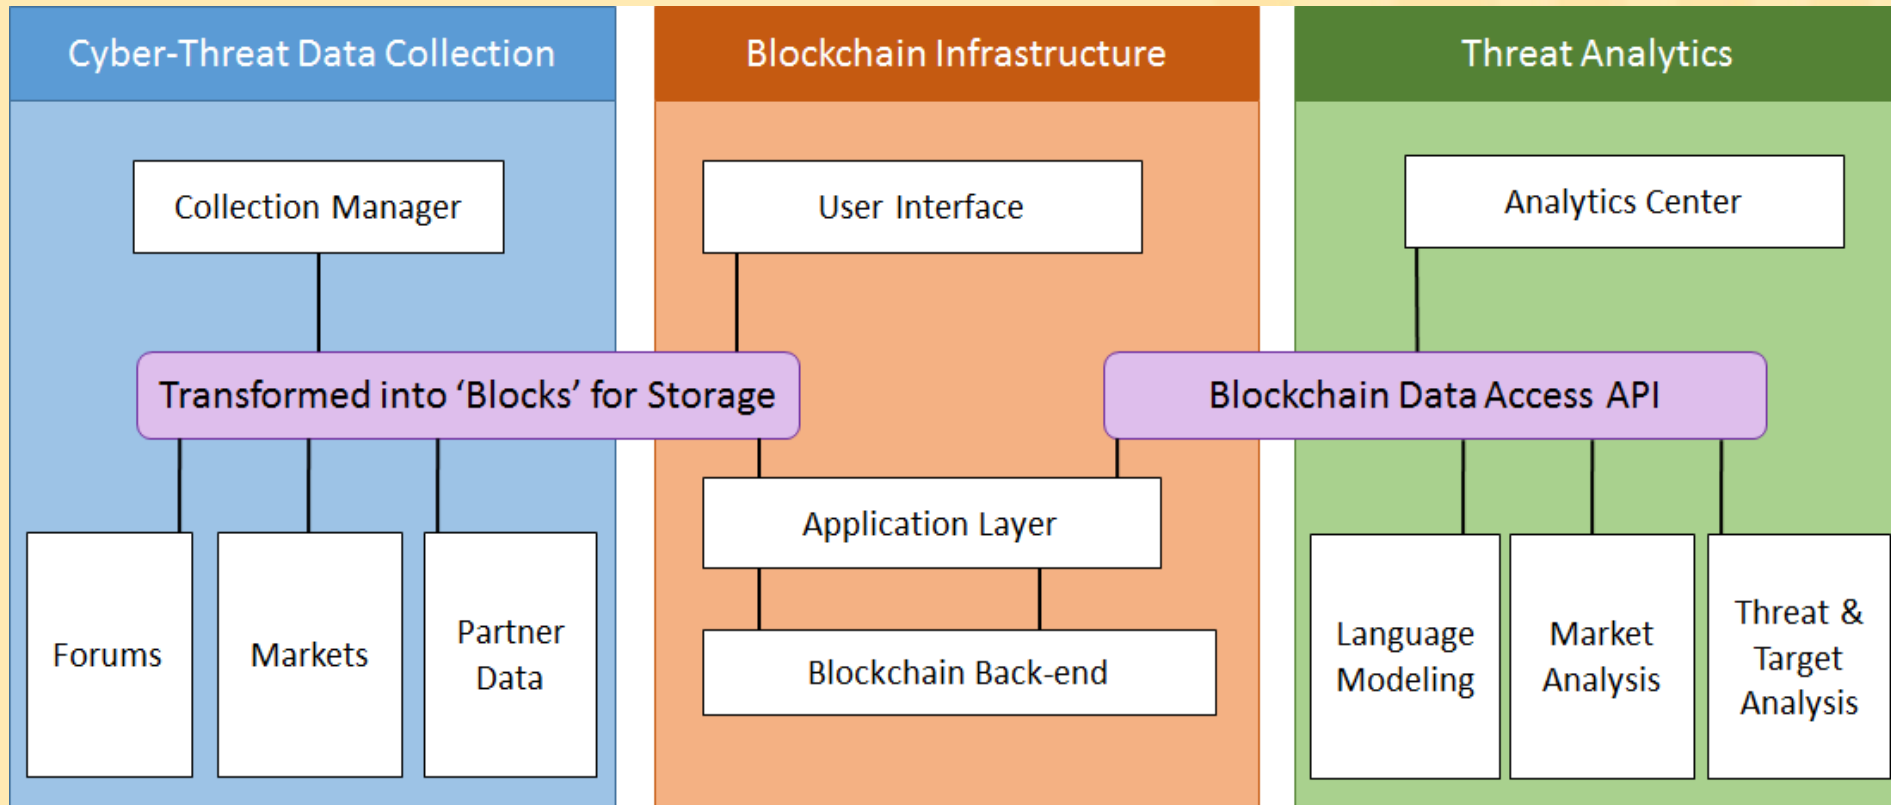 Cyber-Threat Data Collection
Blockchain Infrastructure
Threat Analytics
Collection Manager
User Interface
Analytics Center
Transformed into ‘Blocks’ for Storage
Blockchain Data Access API
Application Layer
Forums
Markets
Partner
Data
Blockchain Back-end
Language
Modeling
Market
Analysis
Threat &
Target
Analysis